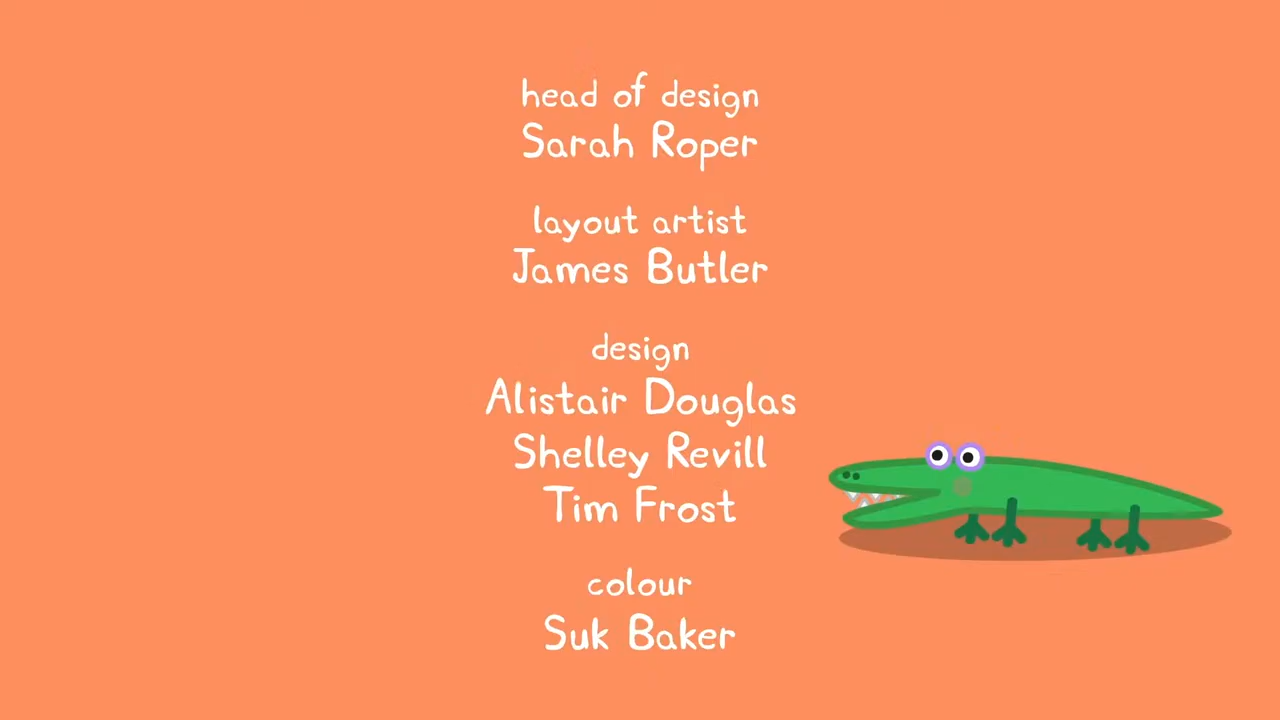 head of design
Sarah Roper
layout artist
James Butler
design
Alistair Douglas
Shelley Revill
Tim Frost
colour
Suk Baker